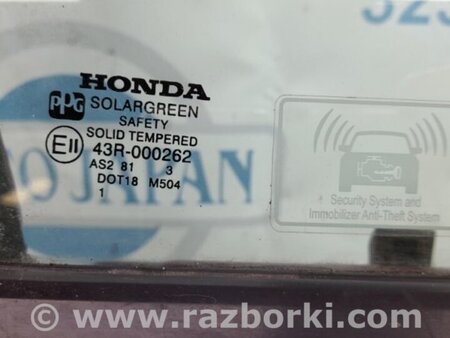 323
HONDA
PPG SOLARGREEN
SAFETY
SOLID TEMPERED
E11 43R-000262
AS2 81 3
DOT18 M504
1
JAPAN
Security System and
Immobilizer Anti-Theft System
© www.razborki.com